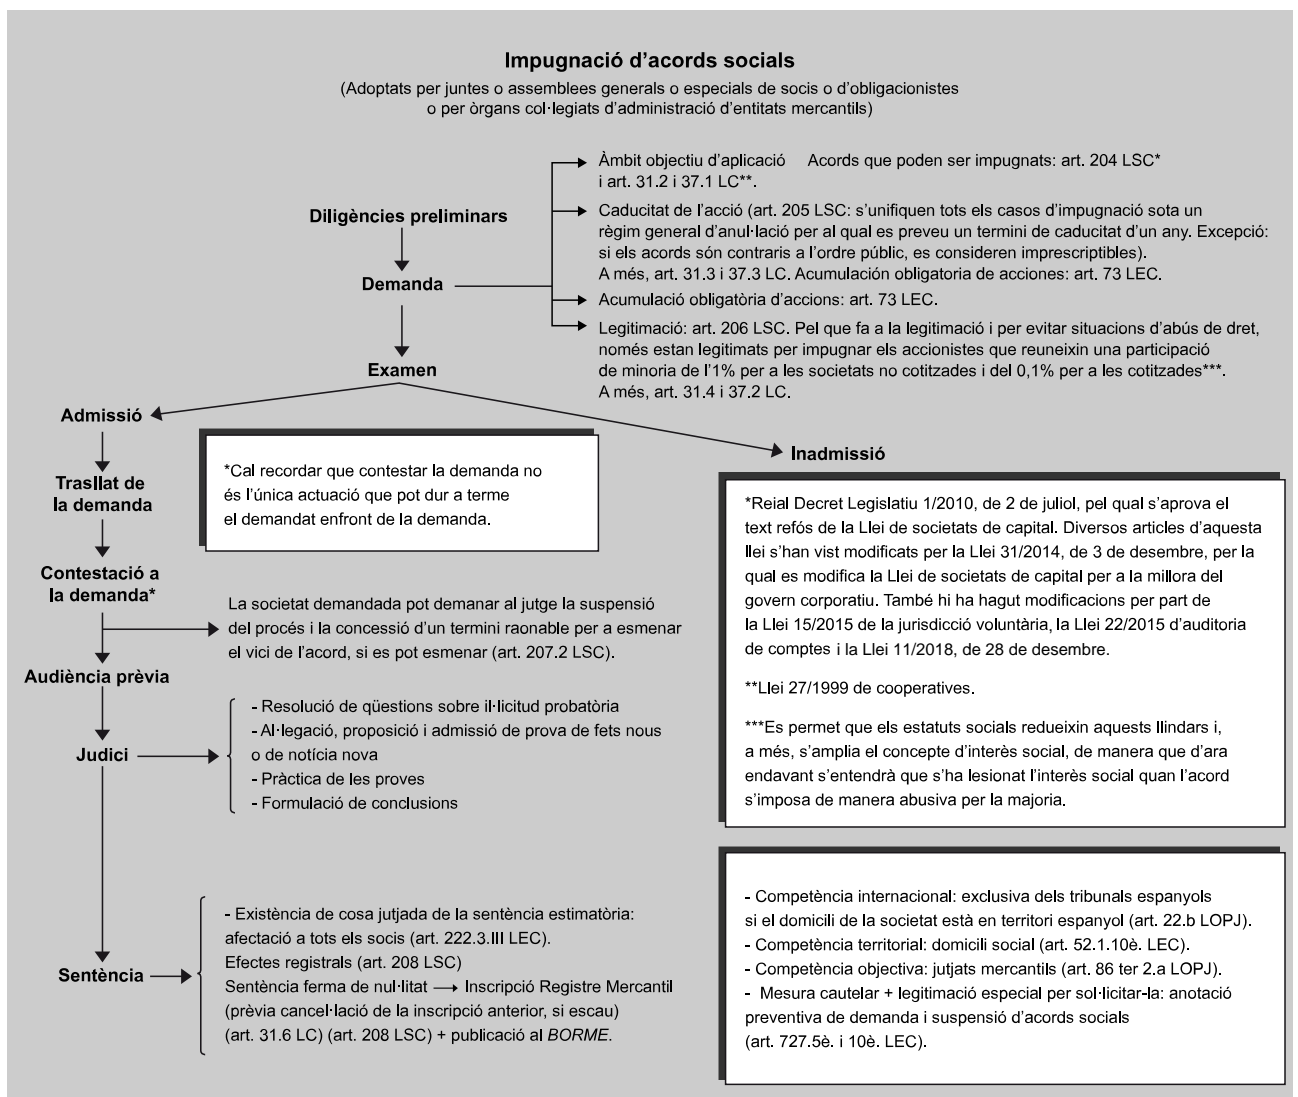 Impugnació d’acords socials
(Adoptats per juntes o assemblees generals o especials de socis o d’obligacionistes
o per òrgans col·legiats d’administració d’entitats mercantils)
Diligències preliminars
Demanda
Àmbit objectiu d’aplicació Acords que poden ser impugnats: art. 204 LSC*
i art. 31.2 i 37.1 LC**.
Caducitat de l’acció (art. 205 LSC: s’unifiquen tots els casos d’impugnació sota un
règim general d’anul·lació per al qual es preveu un termini de caducitat d’un any. Excepció:
si els acords són contraris a l’ordre públic, es consideren imprescriptibles).
A més, art. 31.3 i 37.3 LC. Acumulación obligatoria de acciones: art. 73 LEC.
Acumulació obligatòria d’accions: art. 73 LEC.
Legitimació: art. 206 LSC. Pel que fa a la legitimació i per evitar situacions d’abús de dret,
només estan legitimats per impugnar els accionistes que reuneixin una participació
de minoria de l’1% per a les societats no cotitzades i del 0,1% per a les cotitzades***.
A més, art. 31.4 i 37.2 LC.
Examen
Admissió
Inadmissió
Trasllat de
la demanda
*Cal recordar que contestar la demanda no
és l’única actuació que pot dur a terme
el demandat enfront de la demanda.
Contestació a
la demanda*
La societat demandada pot demanar al jutge la suspensió
del procés i la concessió d’un termini raonable per a esmenar
el vici de l’acord, si es pot esmenar (art. 207.2 LSC).
Audiència prèvia
Judici
- Resolució de qüestions sobre il·licitud probatòria
- Al·legació, proposició i admissió de prova de fets nous
o de notícia nova
- Pràctica de les proves
- Formulació de conclusions
Sentència
- Existència de cosa jutjada de la sentència estimatòria:
afectació a tots els socis (art. 222.3.III LEC).
Efectes registrals (art. 208 LSC)
Sentència ferma de nul·litat → Inscripció Registre Mercantil
(prèvia cancel·lació de la inscripció anterior, si escau)
(art. 31.6 LC) (art. 208 LSC) + publicació al BORME.
*Reial Decret Legislatiu 1/2010, de 2 de juliol, pel qual s’aprova el
text refós de la Llei de societats de capital. Diversos articles d’aquesta
llei s’han vist modificats per la Llei 31/2014, de 3 de desembre, per la
qual es modifica la Llei de societats de capital per a la millora del
govern corporatiu. També hi ha hagut modificacions per part de
la Llei 15/2015 de la jurisdicció voluntària, la Llei 22/2015 d’auditoria
de comptes i la Llei 11/2018, de 28 de desembre.
**Llei 27/1999 de cooperatives.
***Es permet que els estatuts socials redueixin aquests llindars i,
a més, s’amplia el concepte d’interès social, de manera que d’ara
endavant s’entendrà que s’ha lesionat l’interès social quan l’acord
s’imposa de manera abusiva per la majoria.
- Competència internacional: exclusiva dels tribunals espanyols
si el domicili de la societat està en territori espanyol (art. 22.b LOPJ).
- Competència territorial: domicili social (art. 52.1.10è. LEC).
- Competència objectiva: jutjats mercantils (art. 86 ter 2.a LOPJ).
- Mesura cautelar + legitimació especial per sol·licitar-la: anotació
preventiva de demanda i suspensió d’acords socials
(art. 727.5è. i 10è. LEC).